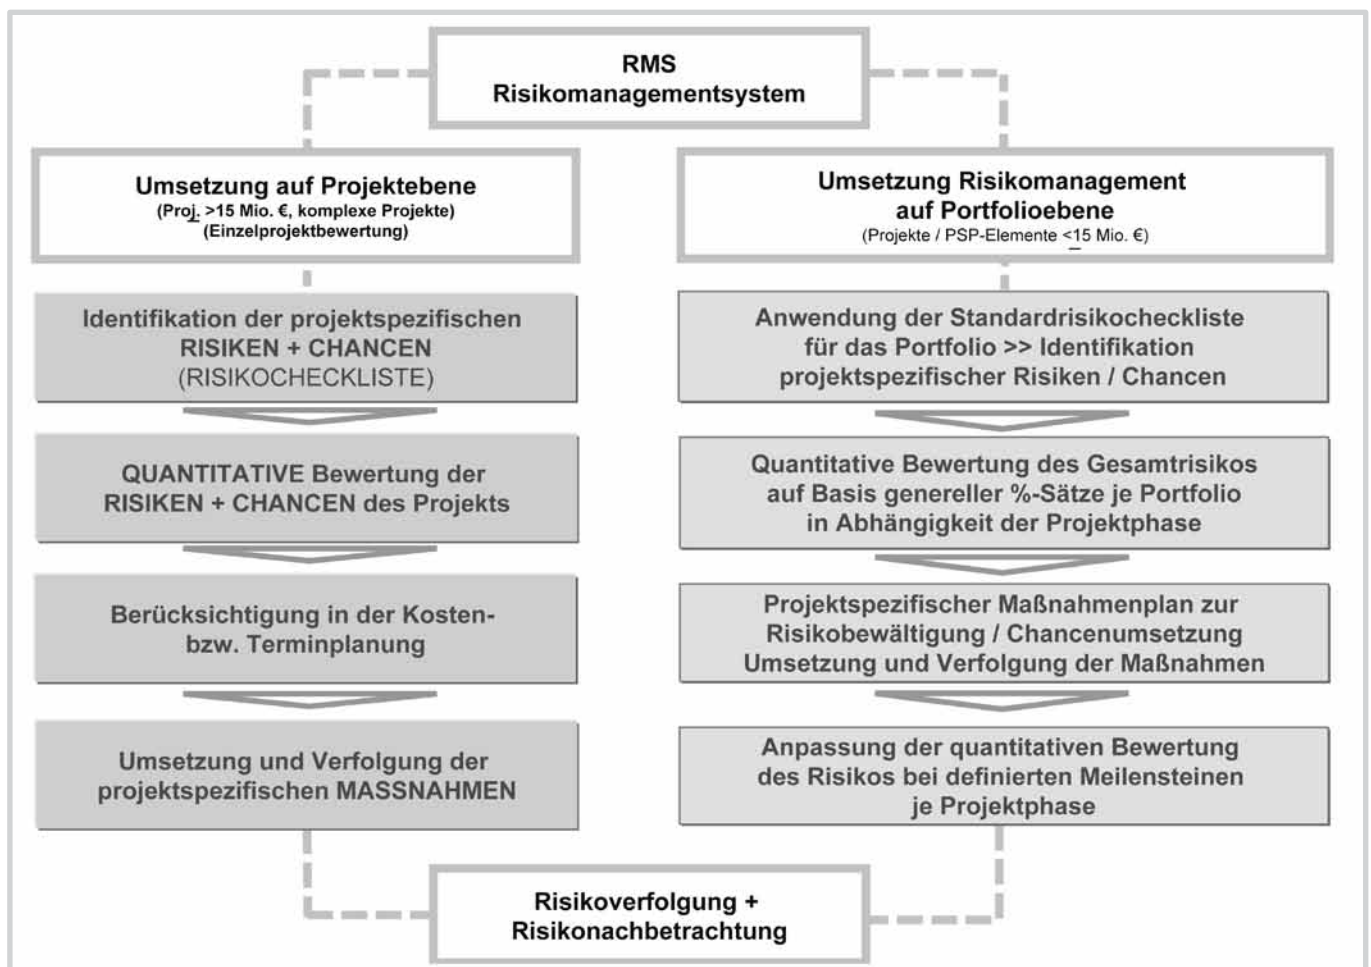 RMS
Risikomanagementsystem
Umsetzung auf Projektebene
(Proj. >15 Mio. €, komplexe Projekte)
(Einzelprojektbewertung)
Identifikation der projektspezifischen
RISIKEN + CHANCEN
(RISIKOCHECKLISTE)
QUANTITATIVE Bewertung der
RISIKEN + CHANCEN des Projekts
Berücksichtigung in der Kosten-
bzw. Terminplanung
Umsetzung und Verfolgung der
projektspezifischen MASSNAHMEN
Umsetzung Risikomanagement
auf Portfolioebene
(Projekte / PSP-Elemente <15 Mio. €)
Anwendung der Standardrisikocheckliste
für das Portfolio >> Identifikation
projektspezifischer Risiken / Chancen
Quantitative Bewertung des Gesamtrisikos
auf Basis genereller %-Sätze je Portfolio
in Abhängigkeit der Projektphase
Projektspezifischer Maßnahmenplan zur
Risikobewältigung / Chancenumsetzung
Umsetzung und Verfolgung der Maßnahmen
Anpassung der quantitativen Bewertung
des Risikos bei definierten Meilensteinen
je Projektphase
Risikoverfolgung +
Risikonachbetrachtung